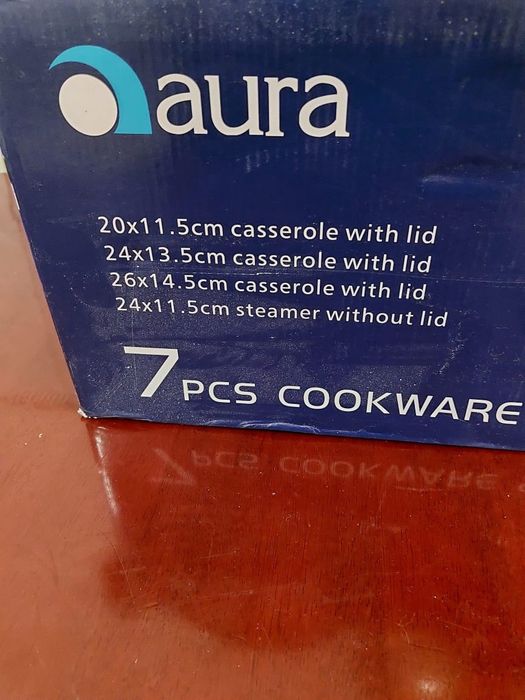 aura
20x11.5cm casserole with lid
24x13.5cm casserole with lid
26x14.5cm casserole with lid
24x11.5cm steamer without lid
7 PCS COOKWARE